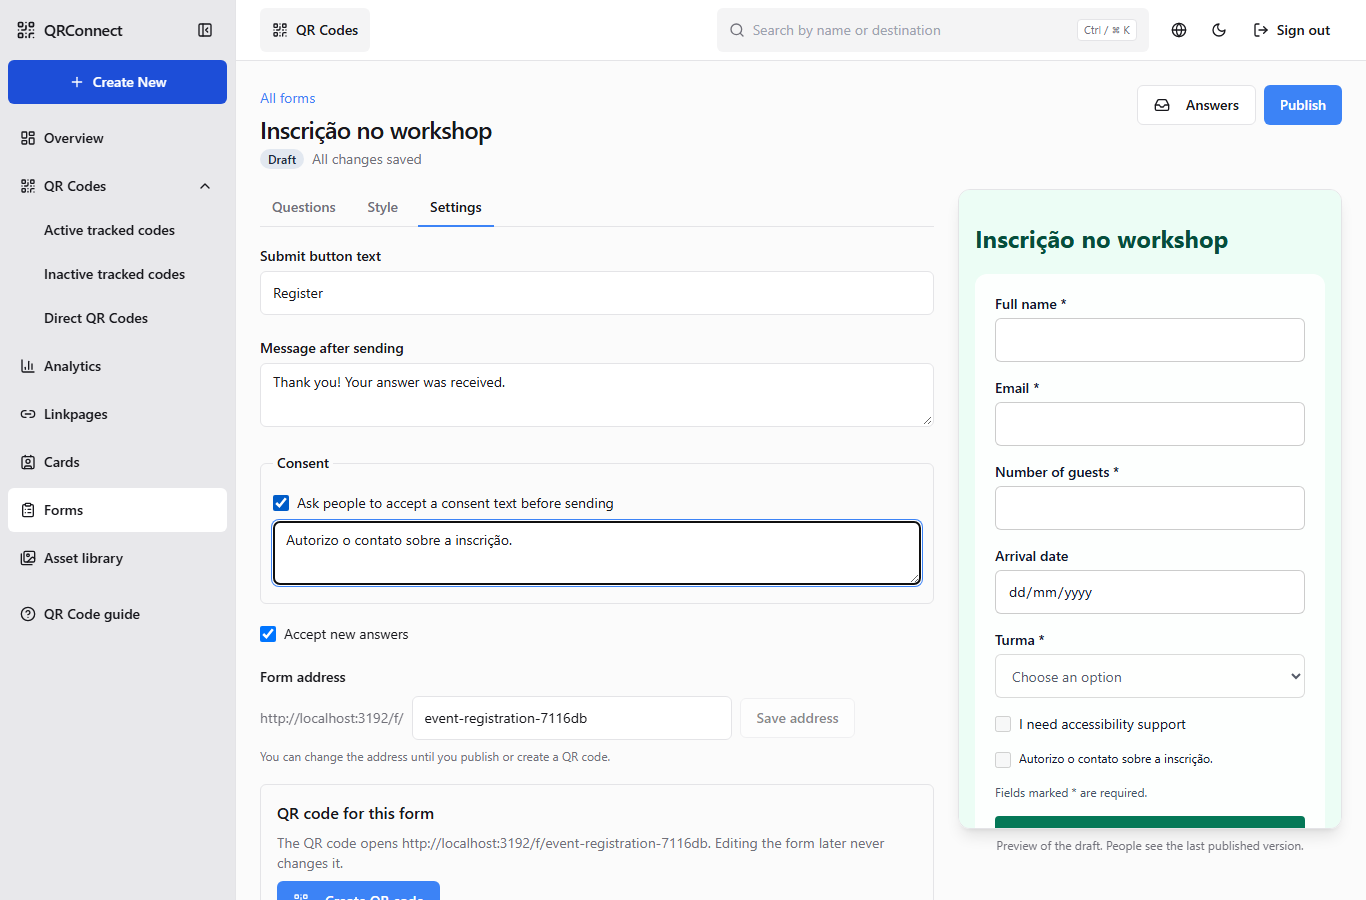 QRConnect
Create New
Overview
QR Codes
Active tracked codes
Inactive tracked codes
Direct QR Codes
Analytics
Linkpages
Cards
Forms
Asset library
QR Code guide
QR Codes
Search by name or destination
Ctrl / ⌘ K
Sign out
All forms
Inscrição no workshop
Draft
All changes saved
Answers
Publish
Questions
Style
Settings
Submit button text
Register
Message after sending
Thank you! Your answer was received.
Consent
Ask people to accept a consent text before sending
Autorizo o contato sobre a inscrição.
Accept new answers
Form address
http://localhost:3192/f/
event-registration-7116db
Save address
You can change the address until you publish or create a QR code.
QR code for this form
The QR code opens http://localhost:3192/f/event-registration-7116db. Editing the form later never
changes it.
Create QR code
Inscrição no workshop
Full name *
Email *
Number of guests *
Arrival date
dd/mm/yyyy
Turma *
Choose an option
I need accessibility support
Autorizo o contato sobre a inscrição.
Fields marked * are required.
Preview of the draft. People see the last published version.